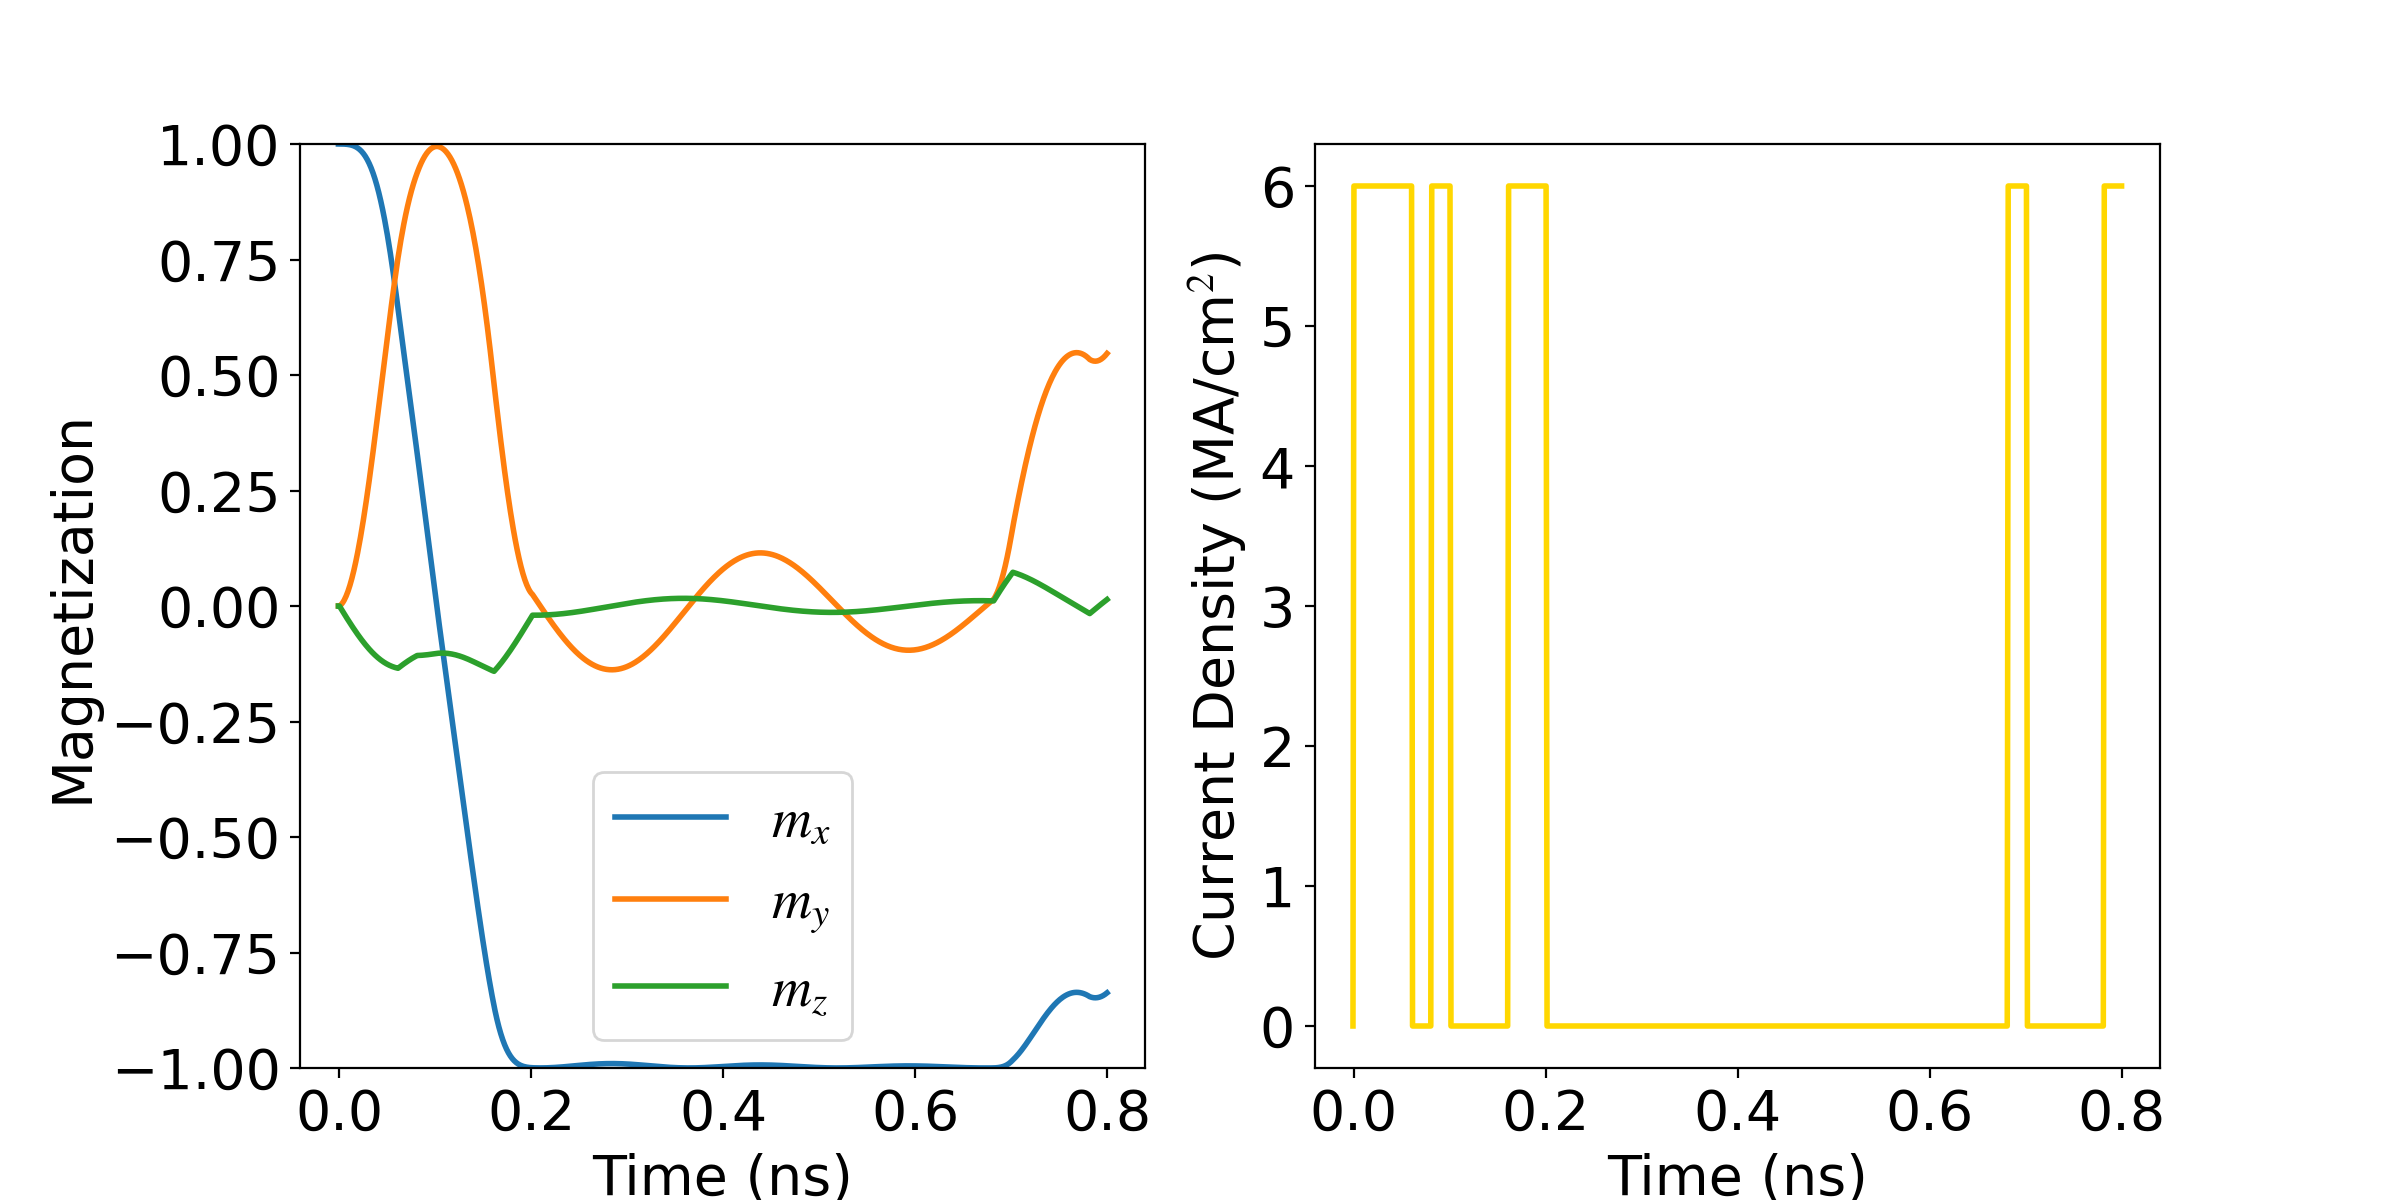 Magnetization
1.00
0.75
0.50
0.25
0.00
−0.25
−0.50
−0.75
−1.00
0.0 0.2 0.4 0.6 0.8
Time (ns)
m_x
m_y
m_z
Current Density (MA/cm²)
6
5
4
3
2
1
0
0.0 0.2 0.4 0.6 0.8
Time (ns)